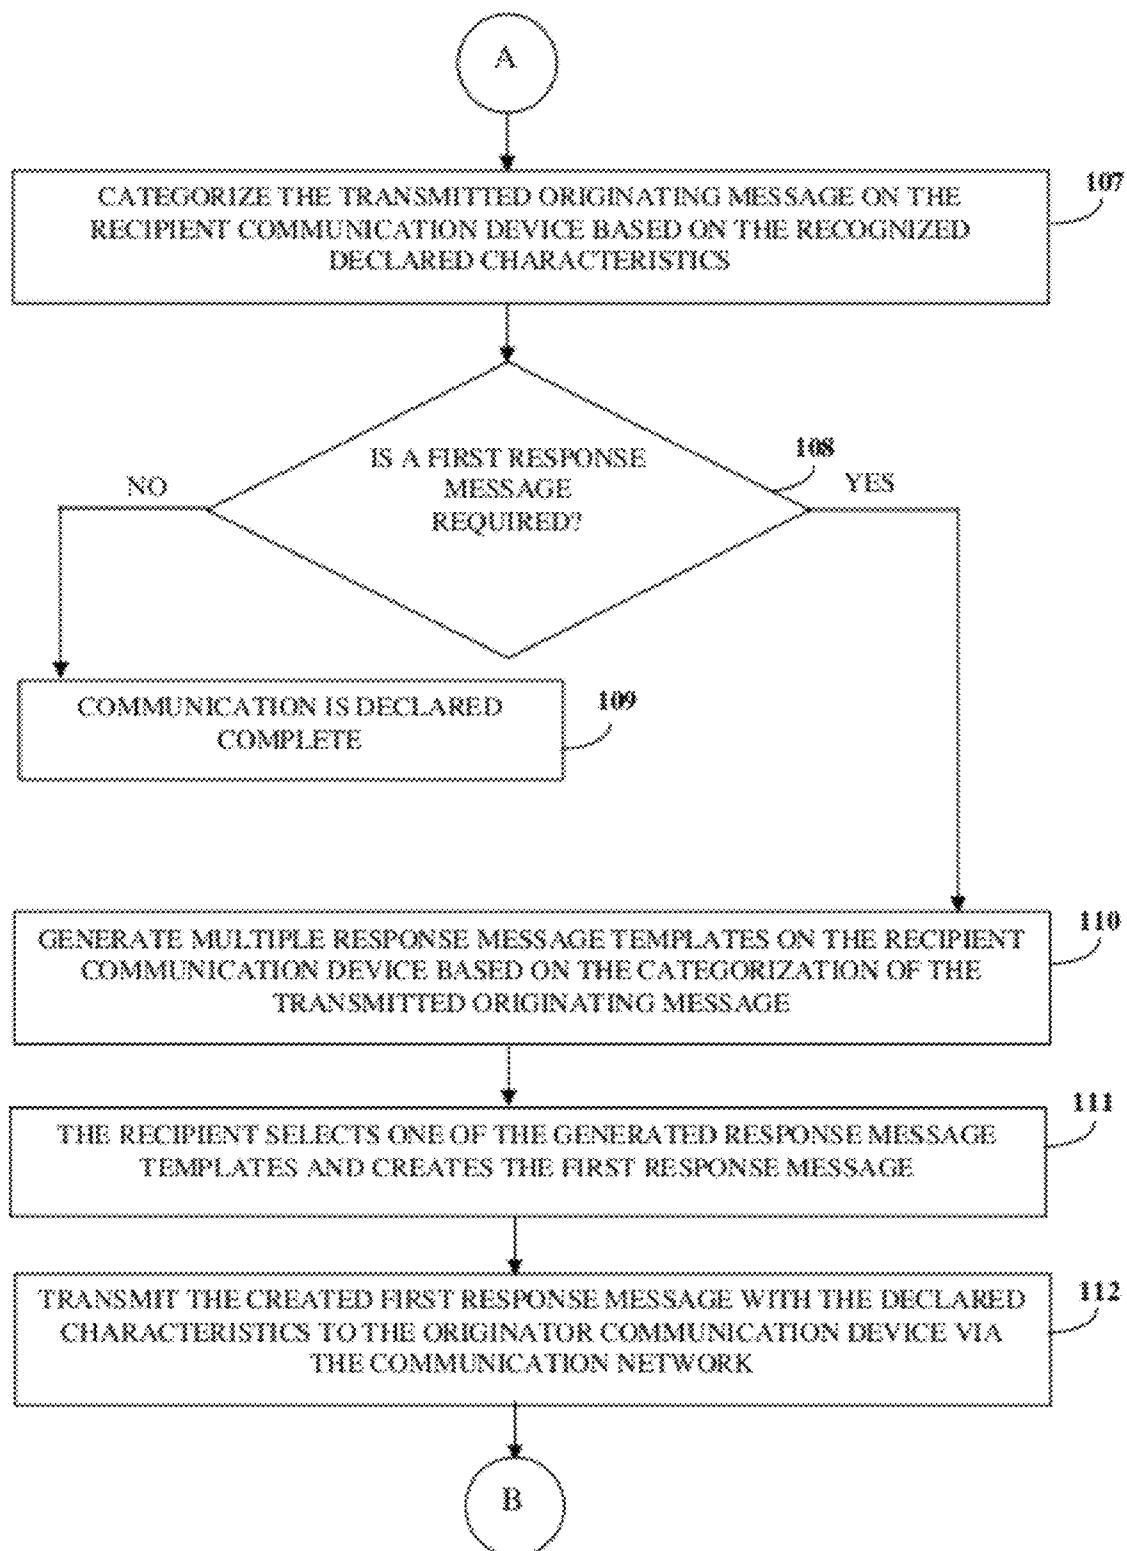 A
CATEGORIZE THE TRANSMITTED ORIGINATING MESSAGE ON THE
RECIPIENT COMMUNICATION DEVICE BASED ON THE RECOGNIZED
DECLARED CHARACTERISTICS
107
IS A FIRST RESPONSE
MESSAGE
REQUIRED?
108
NO
YES
COMMUNICATION IS DECLARED
COMPLETE
109
GENERATE MULTIPLE RESPONSE MESSAGE TEMPLATES ON THE RECIPIENT
COMMUNICATION DEVICE BASED ON THE CATEGORIZATION OF THE
TRANSMITTED ORIGINATING MESSAGE
110
THE RECIPIENT SELECTS ONE OF THE GENERATED RESPONSE MESSAGE
TEMPLATES AND CREATES THE FIRST RESPONSE MESSAGE
111
TRANSMIT THE CREATED FIRST RESPONSE MESSAGE WITH THE DECLARED
CHARACTERISTICS TO THE ORIGINATOR COMMUNICATION DEVICE VIA
THE COMMUNICATION NETWORK
112
B